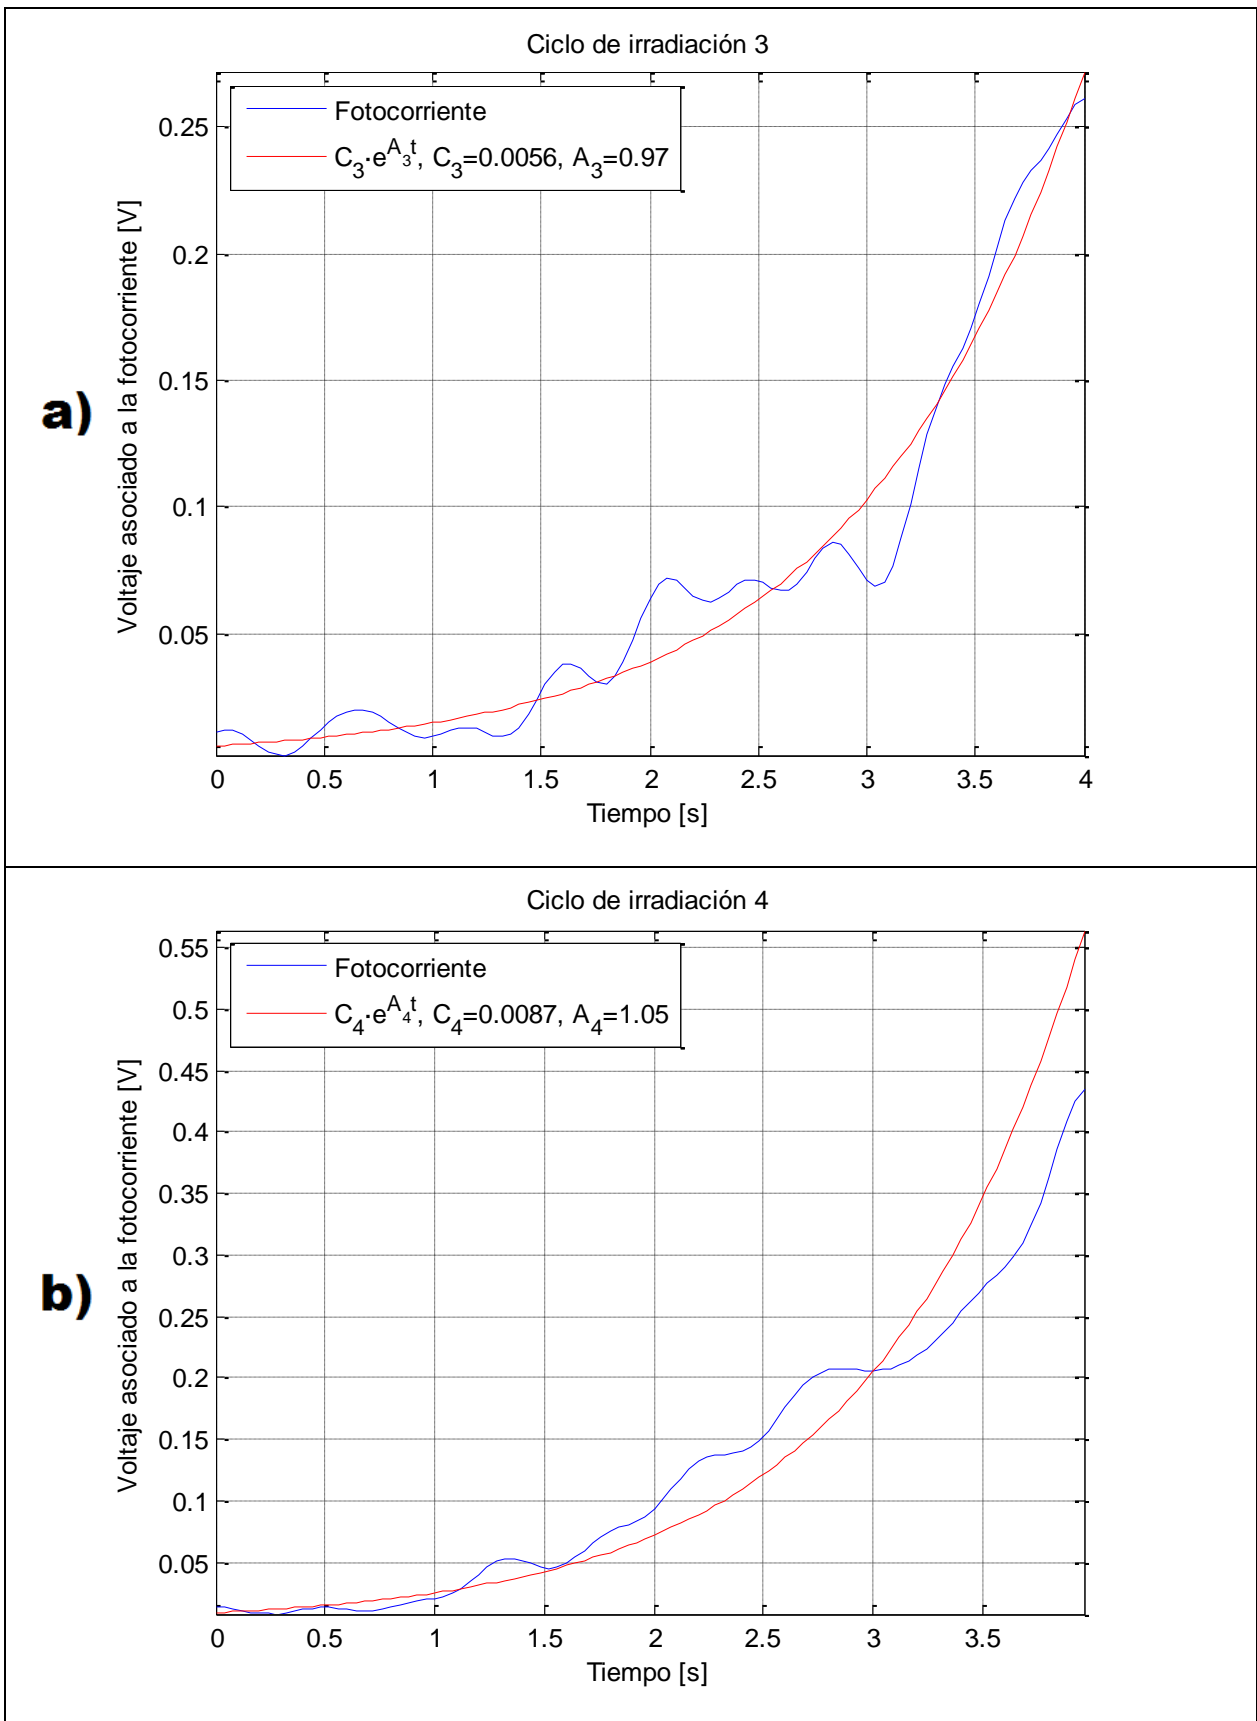 Ciclo de irradiación 3
Fotocorriente
C₃·e^A₃t, C₃=0.0056, A₃=0.97
0.25
0.2
0.15
0.1
0.05
Voltaje asociado a la fotocorriente [V]
a)
0 0.5 1 1.5 2 2.5 3 3.5 4
Tiempo [s]
Ciclo de irradiación 4
Fotocorriente
C₄·e^A₄t, C₄=0.0087, A₄=1.05
0.55
0.5
0.45
0.4
0.35
0.3
0.25
0.2
0.15
0.1
0.05
Voltaje asociado a la fotocorriente [V]
b)
0 0.5 1 1.5 2 2.5 3 3.5
Tiempo [s]